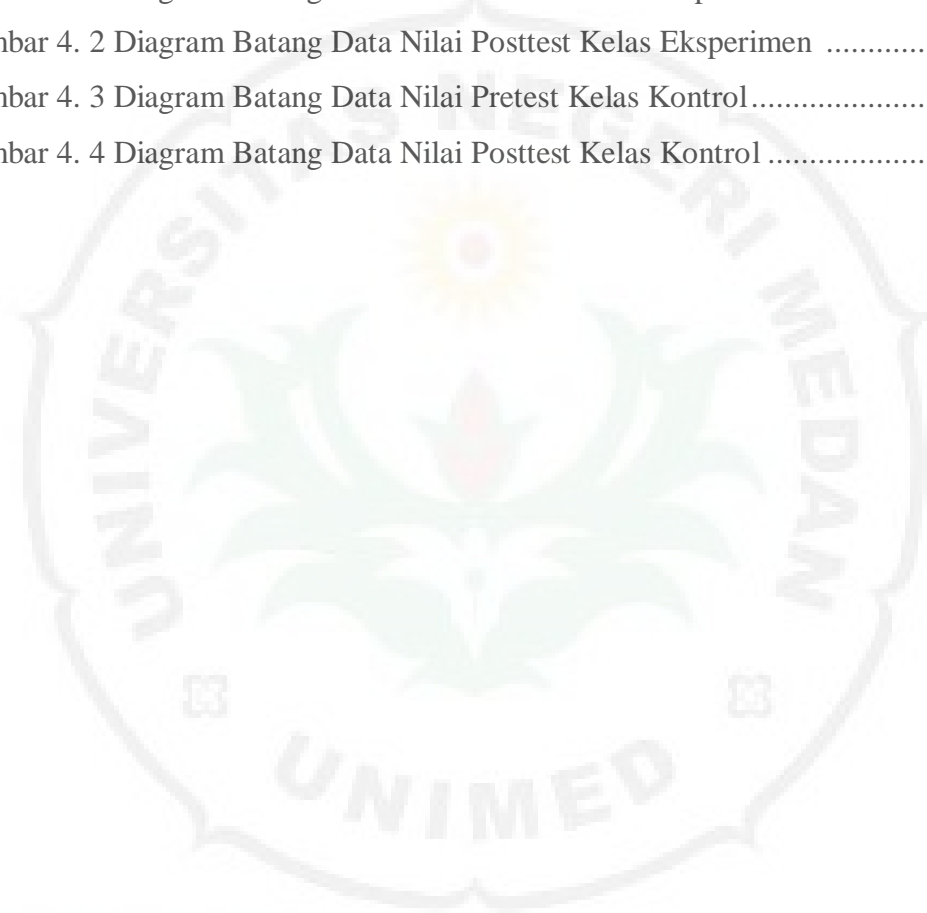 mbar 4. 2 Diagram Batang Data Nilai Posttest Kelas Eksperimen ............
mbar 4. 3 Diagram Batang Data Nilai Pretest Kelas Kontrol.....................
mbar 4. 4 Diagram Batang Data Nilai Posttest Kelas Kontrol ...................
UNIVERSITAS NEGERI MEDAN
UNIMED